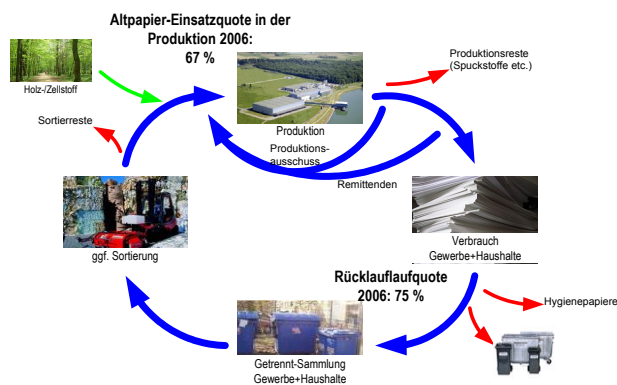 Altpapier-Einsatzquote in der
Produktion 2006:
67 %
Holz-/Zellstoff
Produktionsreste
(Spuckstoffe etc.)
Sortierreste
Produktion
Produktions-
ausschuss
Remittenden
ggf. Sortierung
Verbrauch
Gewerbe+Haushalte
Rücklauflaufquote
2006: 75 %
Hygienepapiere
Getrennt-Sammlung
Gewerbe+Haushalte